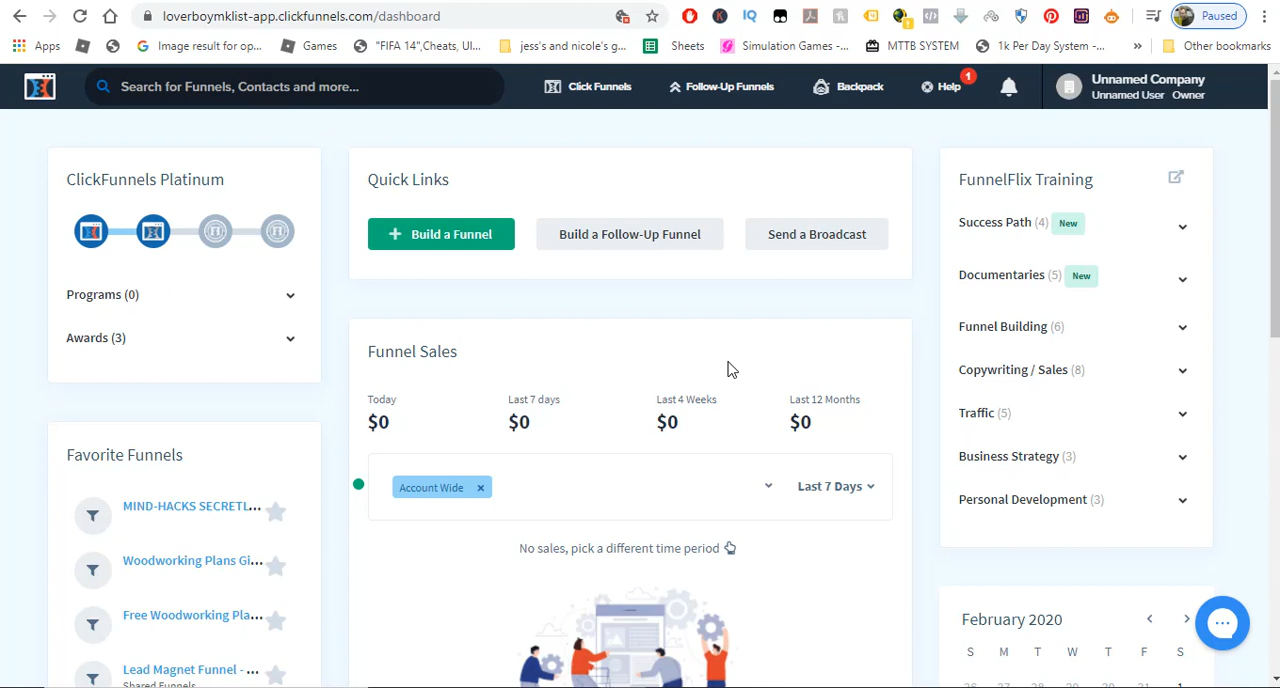 loverboymklist-app.clickfunnels.com/dashboard
IQ
Paused
Apps
Image result for op...
Games
"FIFA 14",Cheats, Ul...
jess's and nicole's g...
Sheets
Simulation Games -...
MTTB SYSTEM
1k Per Day System -...
»
Other bookmarks
Search for Funnels, Contacts and more...
Click Funnels
Follow-Up Funnels
Backpack
Help
1
Unnamed Company
Unnamed User Owner
ClickFunnels Platinum
Programs (0)
Awards (3)
Quick Links
+ Build a Funnel
Build a Follow-Up Funnel
Send a Broadcast
FunnelFlix Training
Success Path (4) New
Documentaries (5) New
Funnel Building (6)
Copywriting / Sales (8)
Traffic (5)
Business Strategy (3)
Personal Development (3)
Funnel Sales
Today
Last 7 days
Last 4 Weeks
Last 12 Months
$0
$0
$0
$0
Account Wide ×
Last 7 Days
No sales, pick a different time period
Favorite Funnels
MIND-HACKS SECRETL...
Woodworking Plans Gi...
Free Woodworking Pla...
Lead Magnet Funnel - ...
Shared Funnels
February 2020
S M T W T F S